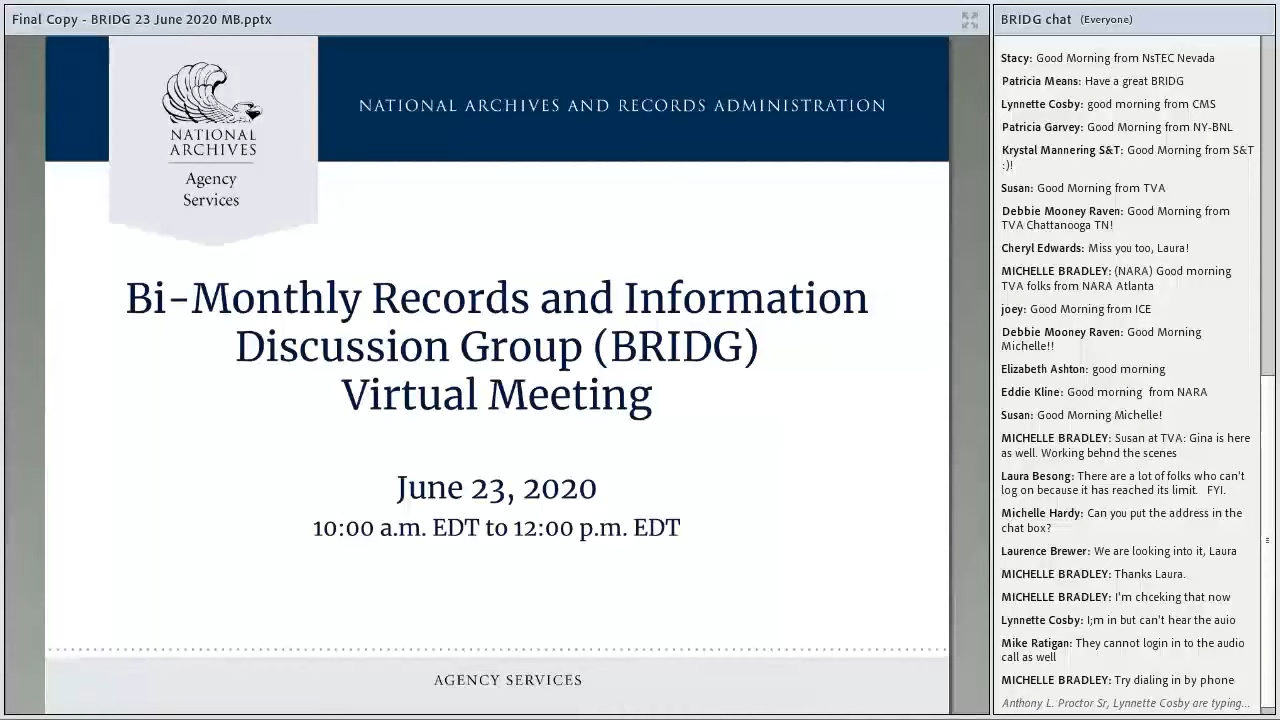 Final Copy - BRIDG 23 June 2020 MB.pptx
NATIONAL ARCHIVES AND RECORDS ADMINISTRATION
NATIONAL
ARCHIVES
Agency
Services
Bi-Monthly Records and Information
Discussion Group (BRIDG)
Virtual Meeting
June 23, 2020
10:00 a.m. EDT to 12:00 p.m. EDT
AGENCY SERVICES
BRIDG chat (Everyone)
Stacy: Good Morning from NsTEC Nevada
Patricia Means: Have a great BRIDG
Lynnette Cosby: good morning from CMS
Patricia Garvey: Good Morning from NY-BNL
Krystal Mannering S&T: Good Morning from S&T
:)!
Susan: Good Morning from TVA
Debbie Mooney Raven: Good Morning from
TVA Chattanooga TN!
Cheryl Edwards: Miss you too, Laura!
MICHELLE BRADLEY: (NARA) Good morning
TVA folks from NARA Atlanta
joey: Good Morning from ICE
Debbie Mooney Raven: Good Morning
Michelle!!
Elizabeth Ashton: good morning
Eddie Kline: Good morning from NARA
Susan: Good Morning Michelle!
MICHELLE BRADLEY: Susan at TVA: Gina is here
as well. Working behnd the scenes
Laura Besong: There are a lot of folks who can't
log on because it has reached its limit. FYI.
Michelle Hardy: Can you put the address in the
chat box?
Laurence Brewer: We are looking into it, Laura
MICHELLE BRADLEY: Thanks Laura.
MICHELLE BRADLEY: I'm chceking that now
Lynnette Cosby: I;m in but can't hear the auio
Mike Ratigan: They cannot login in to the audio
call as well
MICHELLE BRADLEY: Try dialing in by phone
Anthony L. Proctor Sr, Lynnette Cosby are typing...